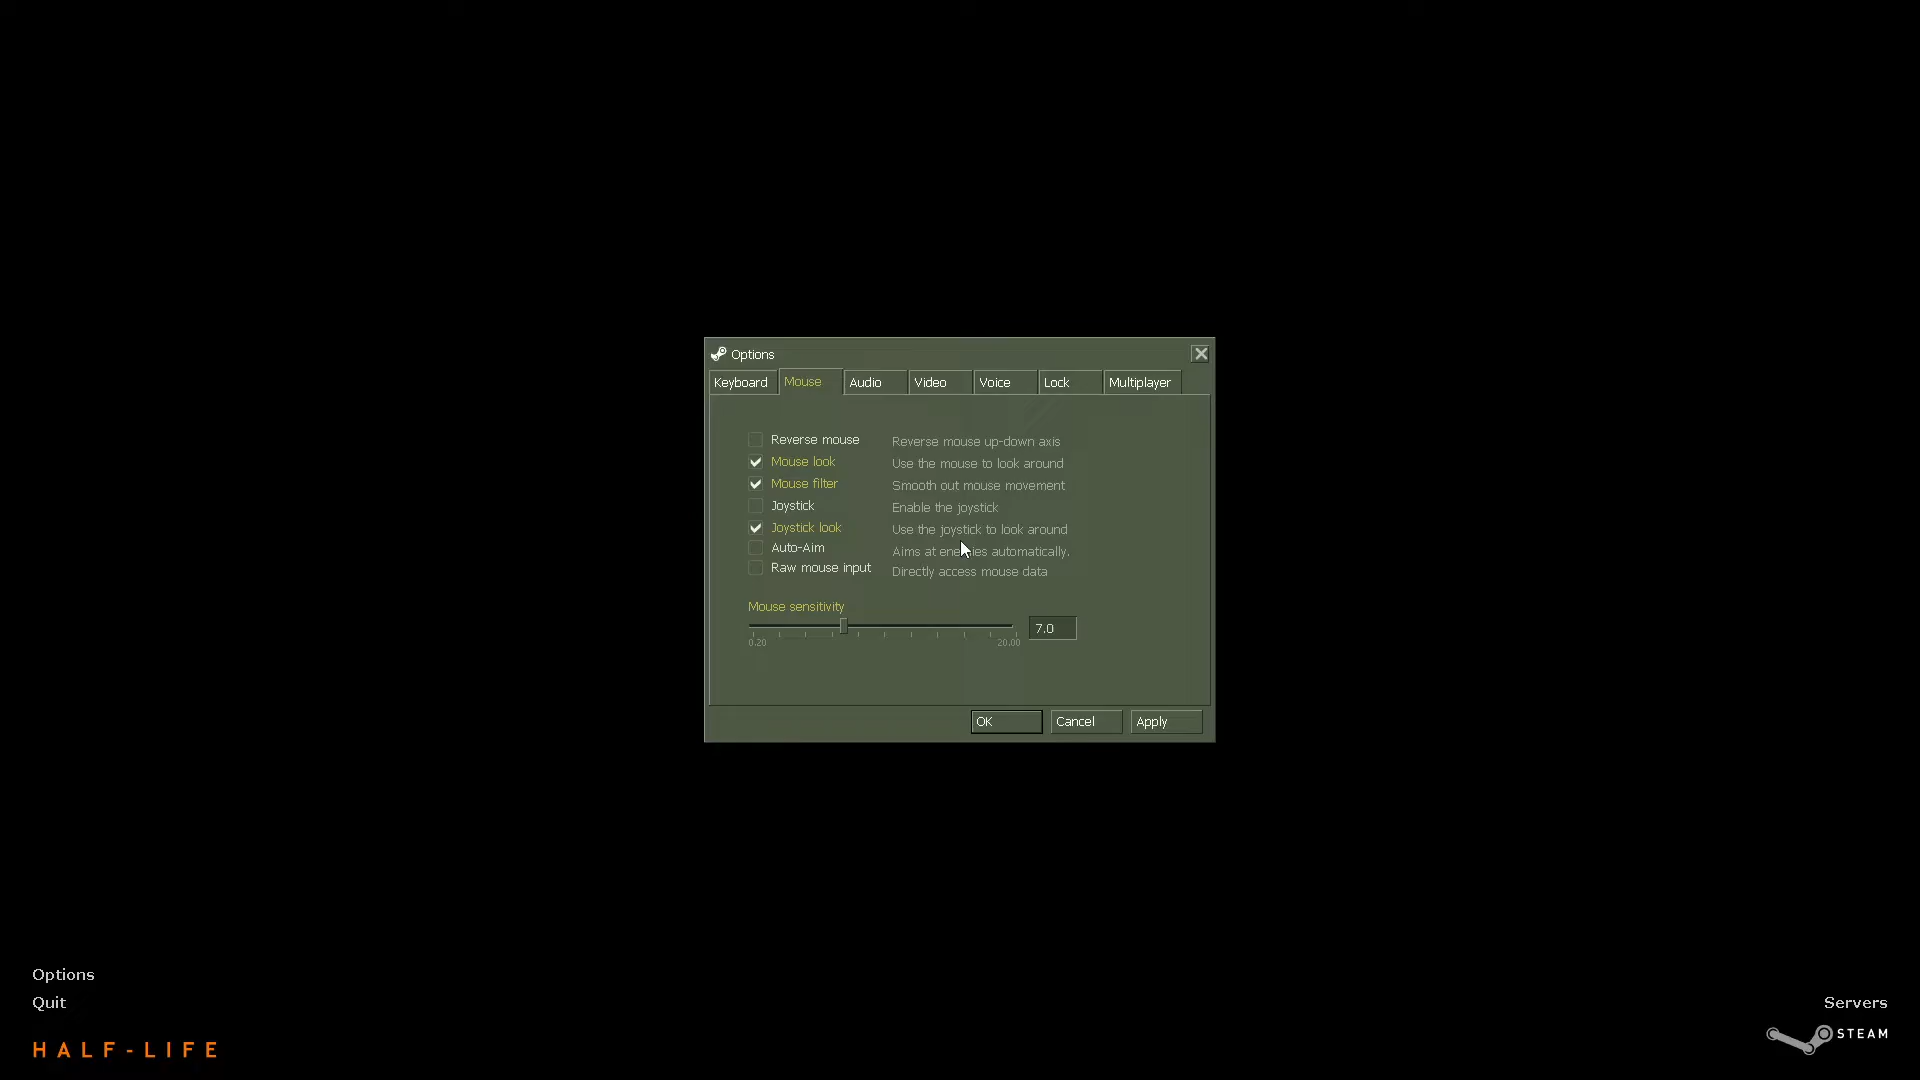 Options
Keyboard Mouse Audio Video Voice Lock Multiplayer
Reverse mouse Reverse mouse up-down axis
Mouse look Use the mouse to look around
Mouse filter Smooth out mouse movement
Joystick Enable the joystick
Joystick look Use the joystick to look around
Auto-Aim Aims at enemies automatically.
Raw mouse input Directly access mouse data
Mouse sensitivity
7.0
0.20 20.00
OK Cancel Apply
Options
Quit Servers
HALF-LIFE STEAM